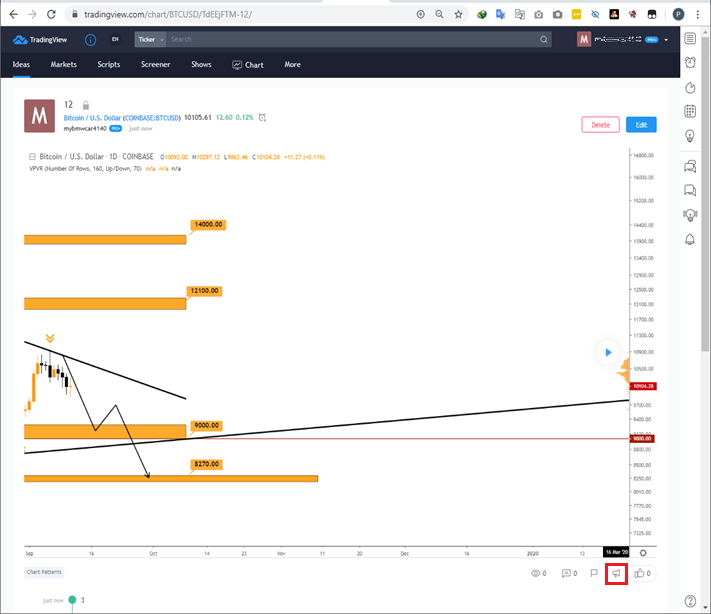 tradingview.com/chart/BTCUSD/TdEEjFTM-12/
P
TradingView
EN
Ticker
Search
M
PRO
Ideas
Markets
Scripts
Screener
Shows
Chart
More
M
12
Bitcoin / U.S. Dollar (COINBASE:BTCUSD) 10105.61 12.60 0.12%
mybmwcar4140 PRO just now
Delete
Edit
Bitcoin / U.S. Dollar · 1D · COINBASE O10093.00 H10297.12 L9862.46 C10104.28 +11.27 (+0.11%)
VPVR (Number Of Rows, 160, Up/Down, 70) n/a n/a n/a
14000.00
12100.00
9000.00
8270.00
16800.00
16000.00
15200.00
14400.00
13900.00
13400.00
12900.00
12500.00
12100.00
11700.00
11300.00
10900.00
10500.00
10104.28
9700.00
9400.00
9000.00
8800.00
8500.00
8250.00
8010.00
7770.00
7545.00
7325.00
Sep 16 Oct 14 23 Nov 11 20 Dec 16 2020 13 16 Mar '20
Chart Patterns
0 0 0
just now 3